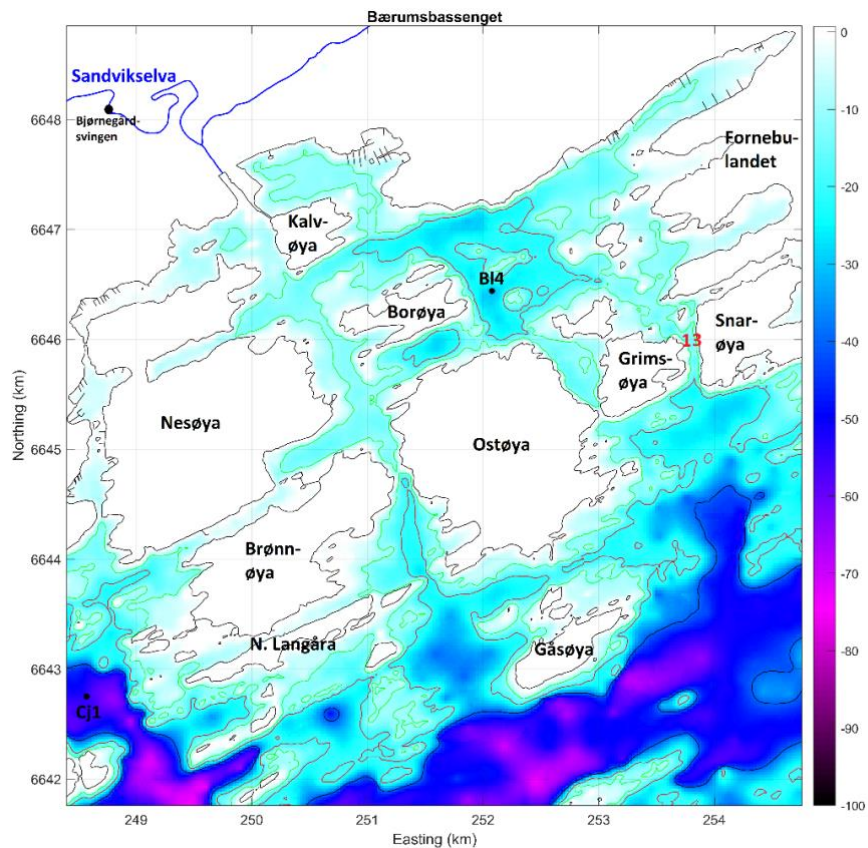 Bærumsbassenget
Sandvikselva
Bjørnegård-
svingen
Fornebu-
landet
Kalv-
øya
Bl4
Borøya
Snar-
øya
13
Grims-
øya
Nesøya
Ostøya
Brønn-
øya
N. Langåra
Gåsøya
Cj1
Northing (km)
6648
6647
6646
6645
6644
6643
6642
249
250
251
252
253
254
Easting (km)
0
-10
-20
-30
-40
-50
-60
-70
-80
-90
-100